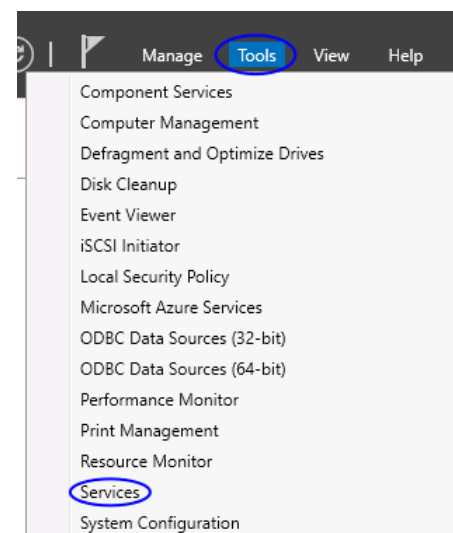 Manage Tools View Help
Component Services
Computer Management
Defragment and Optimize Drives
Disk Cleanup
Event Viewer
iSCSI Initiator
Local Security Policy
Microsoft Azure Services
ODBC Data Sources (32-bit)
ODBC Data Sources (64-bit)
Performance Monitor
Print Management
Resource Monitor
Services
System Configuration